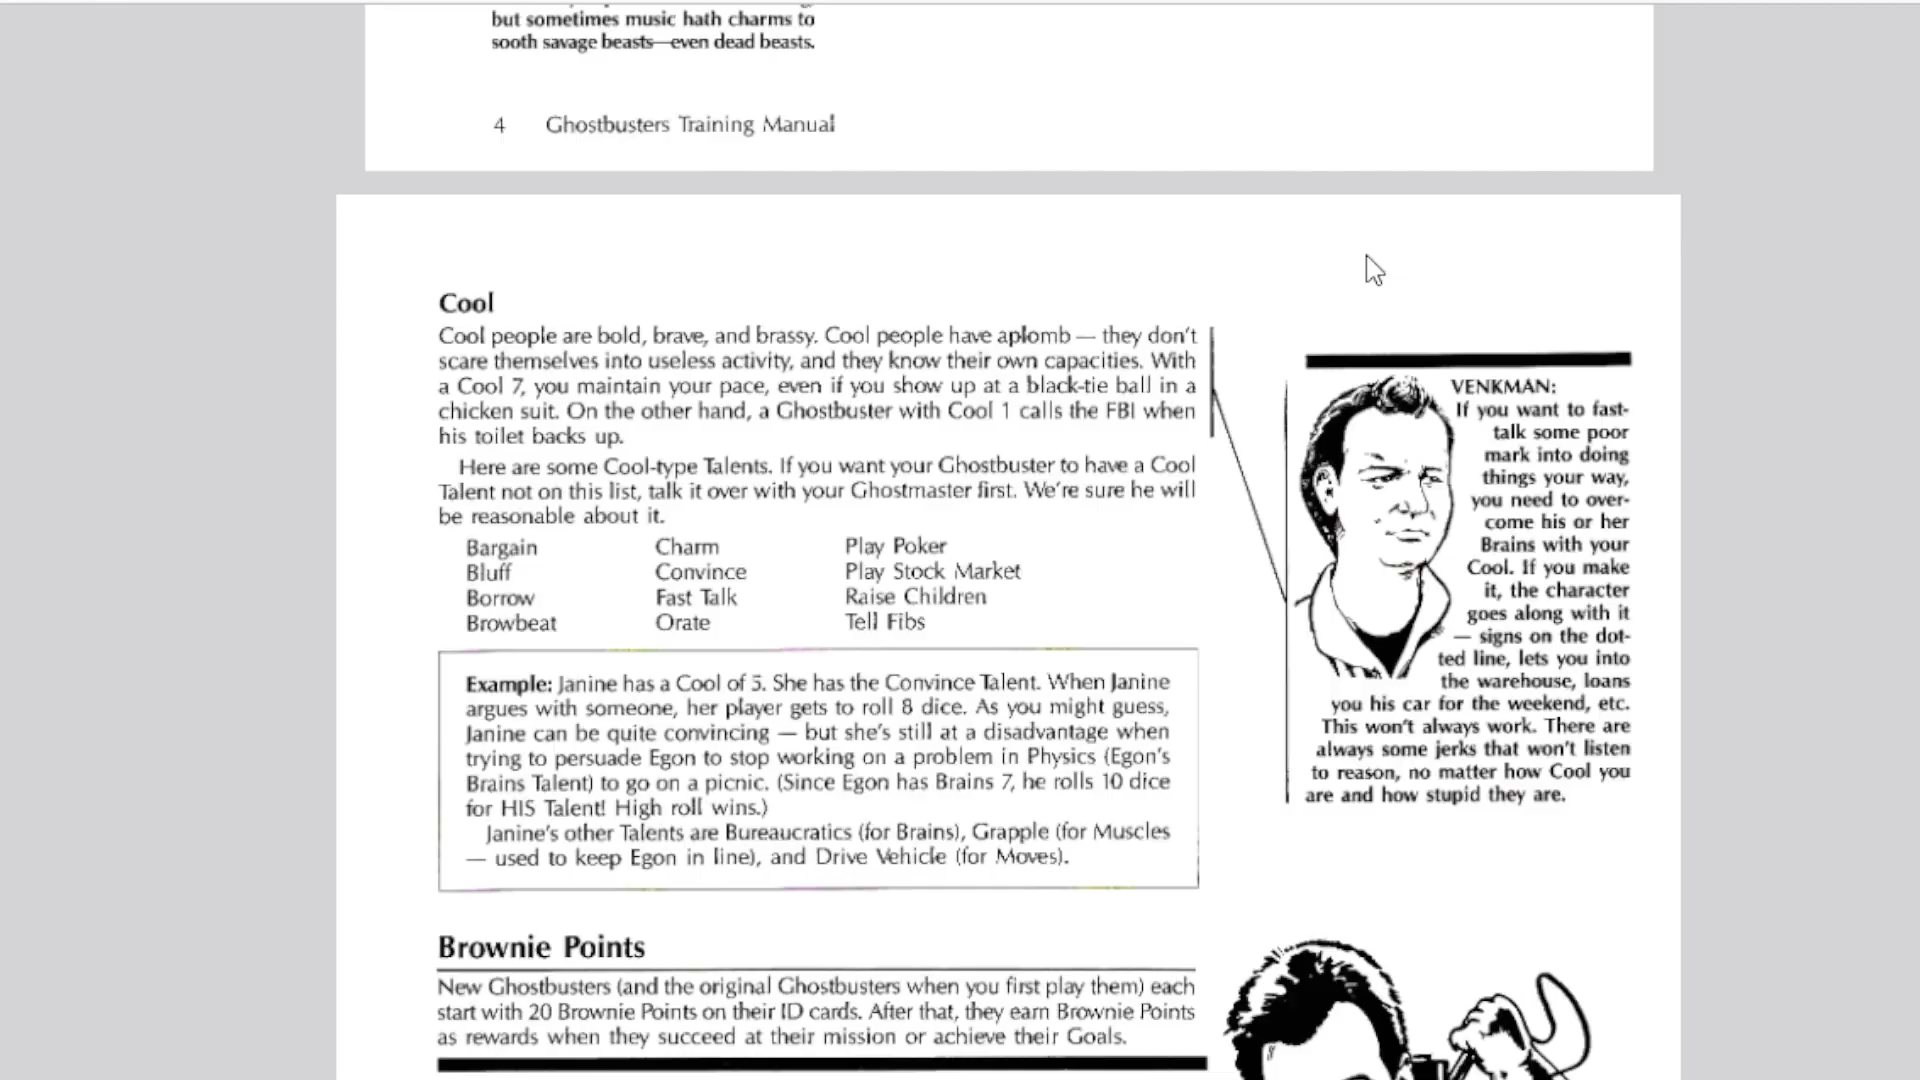 but sometimes music hath charms to
sooth savage beasts—even dead beasts.
4 Ghostbusters Training Manual
Cool
Cool people are bold, brave, and brassy. Cool people have aplomb — they don't
scare themselves into useless activity, and they know their own capacities. With
a Cool 7, you maintain your pace, even if you show up at a black-tie ball in a
chicken suit. On the other hand, a Ghostbuster with Cool 1 calls the FBI when
his toilet backs up.
Here are some Cool-type Talents. If you want your Ghostbuster to have a Cool
Talent not on this list, talk it over with your Ghostmaster first. We're sure he will
be reasonable about it.
Bargain Charm Play Poker
Bluff Convince Play Stock Market
Borrow Fast Talk Raise Children
Browbeat Orate Tell Fibs
Example: Janine has a Cool of 5. She has the Convince Talent. When Janine
argues with someone, her player gets to roll 8 dice. As you might guess,
Janine can be quite convincing — but she's still at a disadvantage when
trying to persuade Egon to stop working on a problem in Physics (Egon's
Brains Talent) to go on a picnic. (Since Egon has Brains 7, he rolls 10 dice
for HIS Talent! High roll wins.)
Janine's other Talents are Bureaucratics (for Brains), Grapple (for Muscles
— used to keep Egon in line), and Drive Vehicle (for Moves).
VENKMAN:
If you want to fast-
talk some poor
mark into doing
things your way,
you need to over-
come his or her
Brains with your
Cool. If you make
it, the character
goes along with it
— signs on the dot-
ted line, lets you into
the warehouse, loans
you his car for the weekend, etc.
This won't always work. There are
always some jerks that won't listen
to reason, no matter how Cool you
are and how stupid they are.
Brownie Points
New Ghostbusters (and the original Ghostbusters when you first play them) each
start with 20 Brownie Points on their ID cards. After that, they earn Brownie Points
as rewards when they succeed at their mission or achieve their Goals.